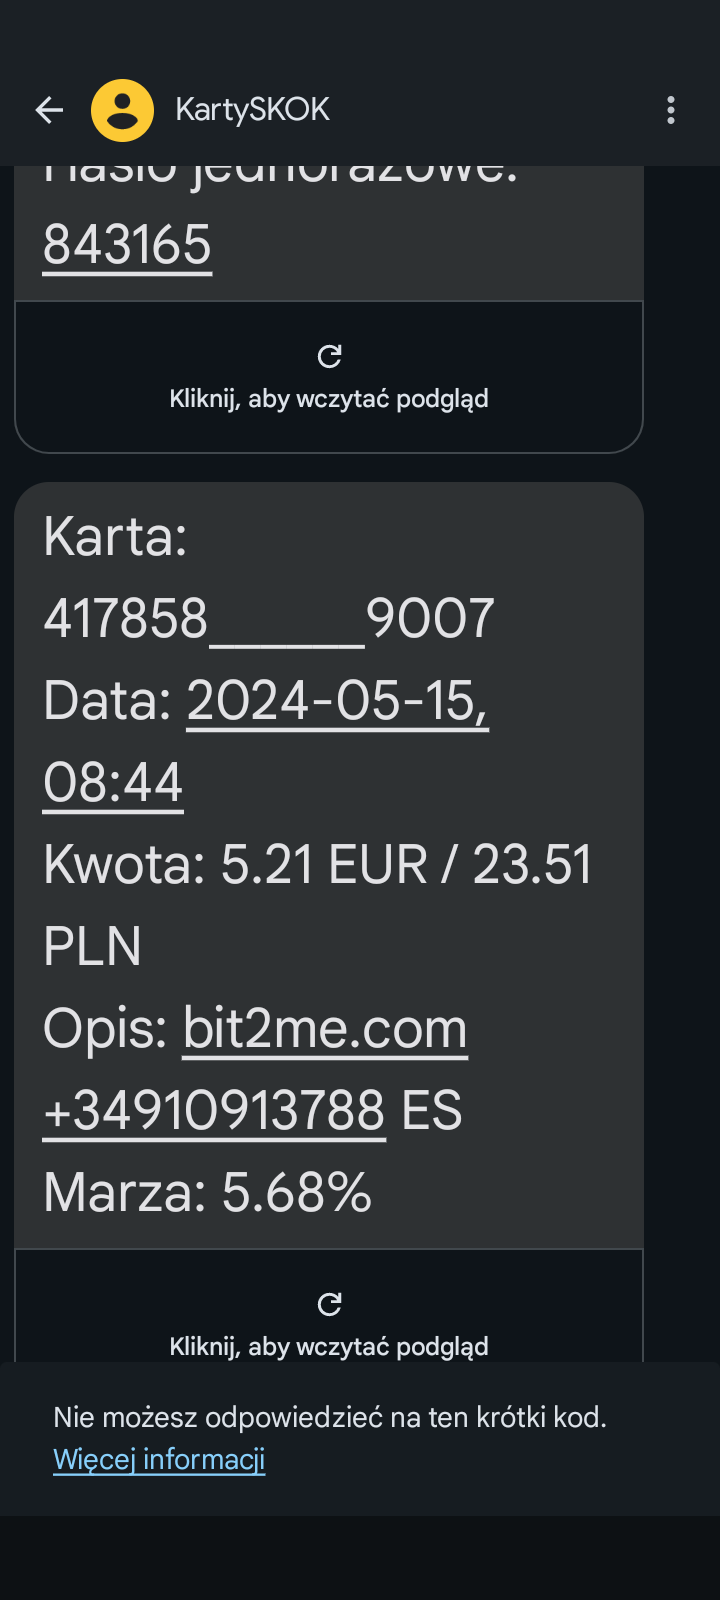 KartySKOK
Hasło jednorazowe:
843165
Kliknij, aby wczytać podgląd
Karta:
417858______9007
Data: 2024-05-15,
08:44
Kwota: 5.21 EUR / 23.51
PLN
Opis: bit2me.com
+34910913788 ES
Marza: 5.68%
Kliknij, aby wczytać podgląd
Nie możesz odpowiedzieć na ten krótki kod.
Więcej informacji